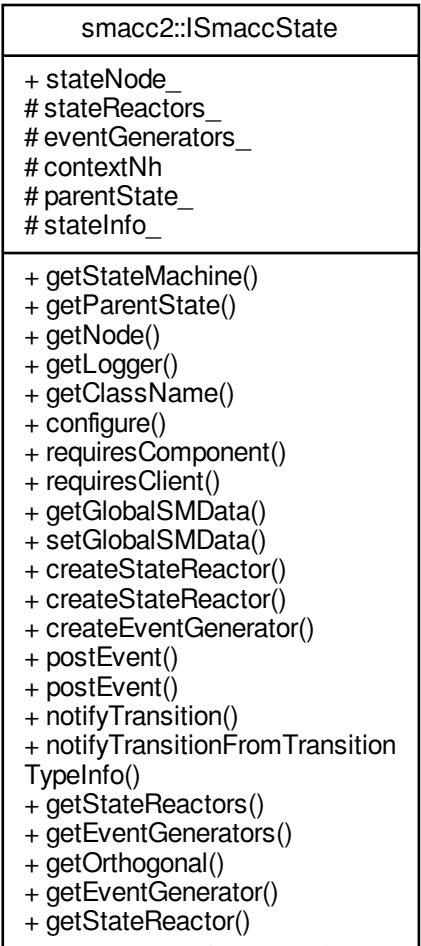 smacc2::ISmaccState
+ stateNode_
# stateReactors_
# eventGenerators_
# contextNh
# parentState_
# stateInfo_
+ getStateMachine()
+ getParentState()
+ getNode()
+ getLogger()
+ getClassName()
+ configure()
+ requiresComponent()
+ requiresClient()
+ getGlobalSMData()
+ setGlobalSMData()
+ createStateReactor()
+ createStateReactor()
+ createEventGenerator()
+ postEvent()
+ postEvent()
+ notifyTransition()
+ notifyTransitionFromTransition
TypeInfo()
+ getStateReactors()
+ getEventGenerators()
+ getOrthogonal()
+ getEventGenerator()
+ getStateReactor()